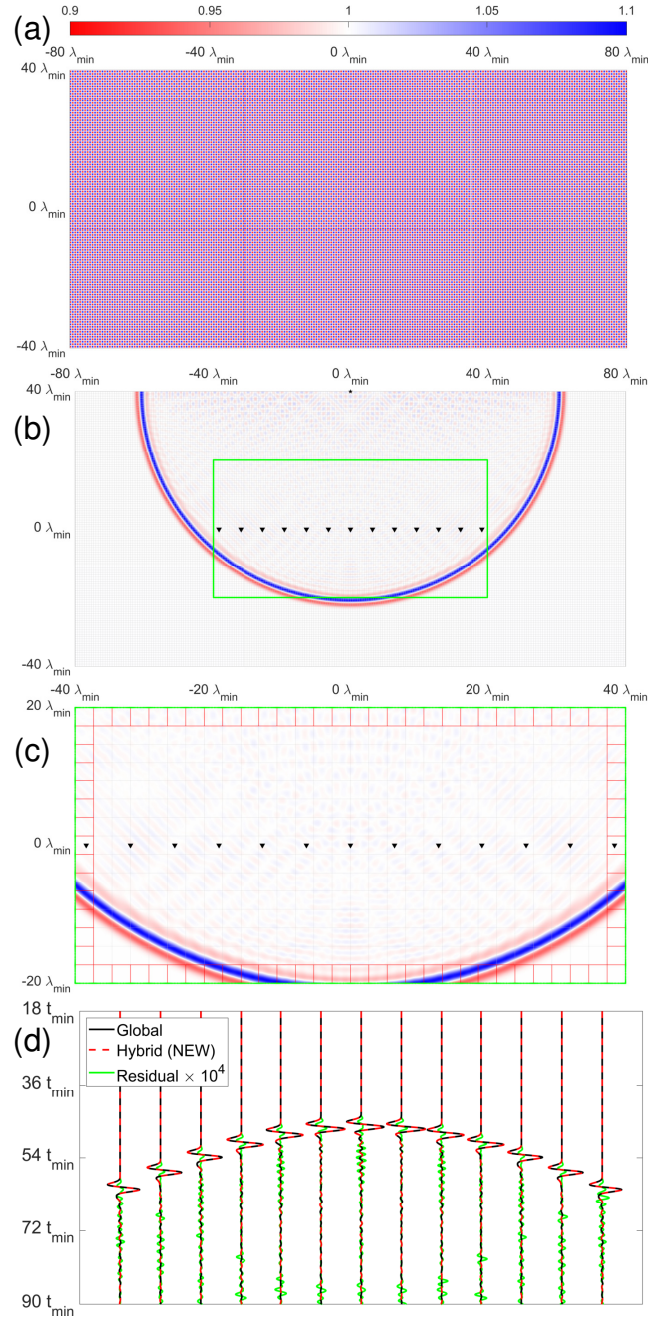 (a)
0.9 0.95 1 1.05 1.1
-80 λmin -40 λmin 0 λmin 40 λmin 80 λmin
40 λmin
0 λmin
-40 λmin
-80 λmin -40 λmin 0 λmin 40 λmin 80 λmin
40 λmin
(b)
0 λmin
-40 λmin
-40 λmin -20 λmin 0 λmin 20 λmin 40 λmin
20 λmin
(c)
0 λmin
-20 λmin
18 tmin
(d)
Global
Hybrid (NEW)
Residual × 10^4
36 tmin
54 tmin
72 tmin
90 tmin